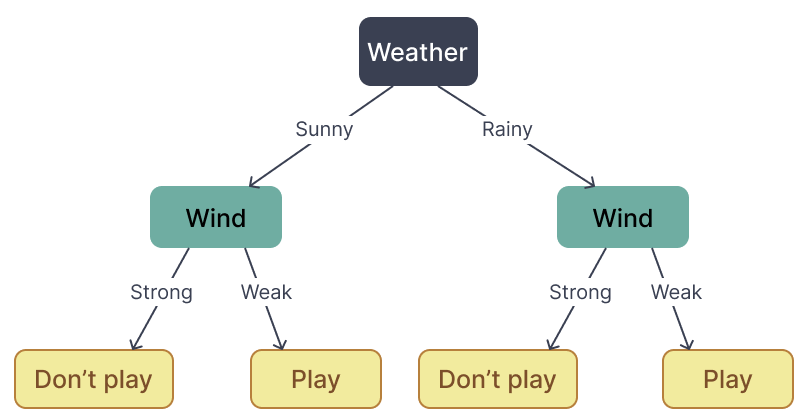 Weather
Sunny
Rainy
Wind
Wind
Strong
Weak
Strong
Weak
Don’t play
Play
Don’t play
Play